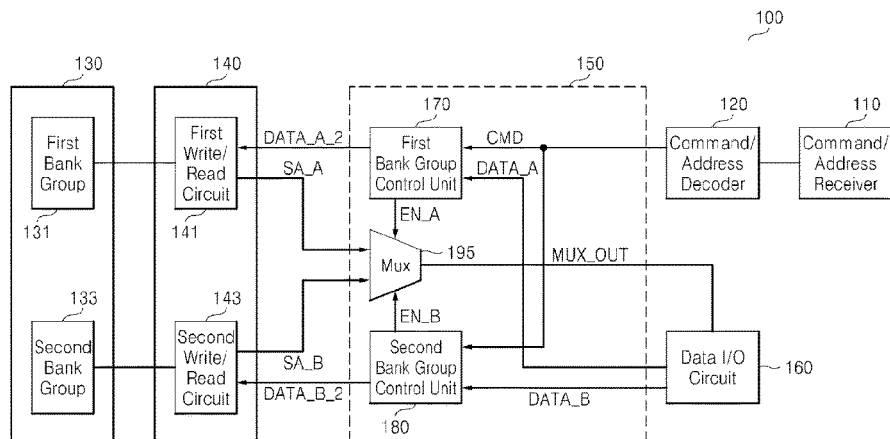 100
130
140
150
170
120
110
First
Bank
Group
131
First
Write/
Read
Circuit
141
DATA_A_2
SA_A
First
Bank Group
Control Unit
CMD
DATA_A
Command/
Address
Decoder
Command/
Address
Receiver
EN_A
195
Mux
MUX_OUT
133
143
EN_B
Second
Bank
Group
Second
Write/
Read
Circuit
SA_B
DATA_B_2
Second
Bank Group
Control Unit
180
DATA_B
Data I/O
Circuit
160